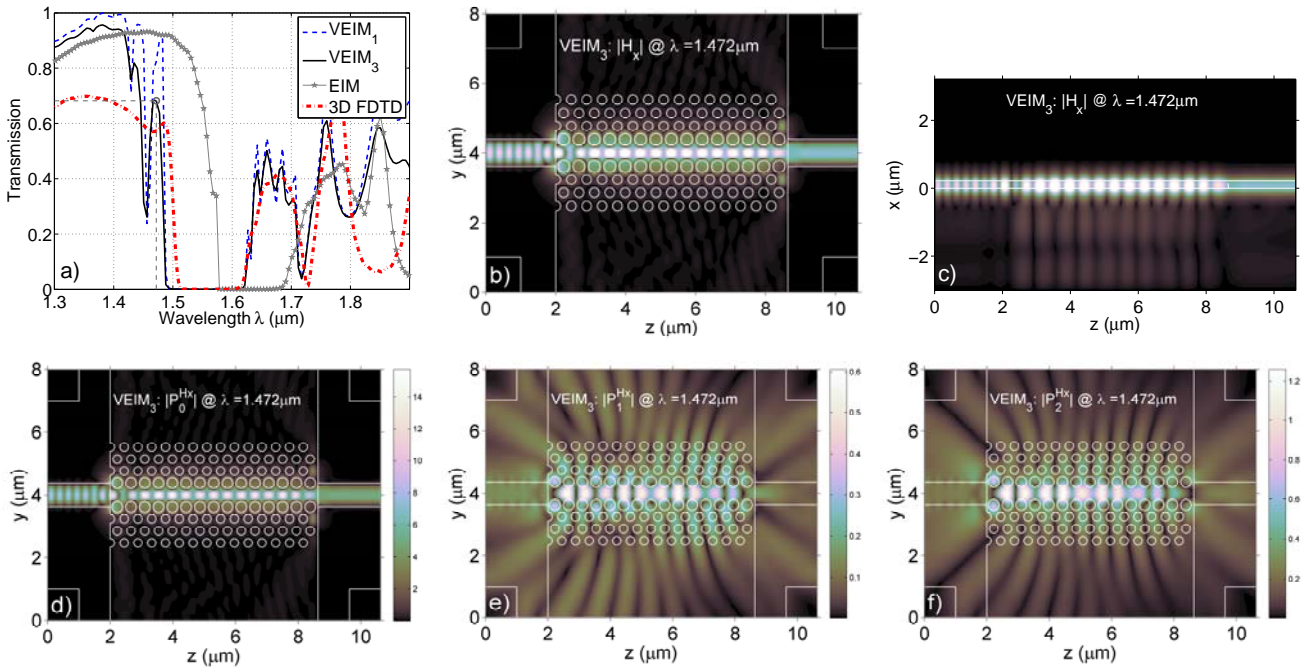 1
0.8
0.6
0.4
0.2
0
1.3 1.4 1.5 1.6 1.7 1.8
Transmission
Wavelength λ (μm)
VEIM1
VEIM3
EIM
3D FDTD
a)
VEIM3: |Hx| @ λ =1.472μm
8
6
4
2
0
y (μm)
b)
0 2 4 6 8 10
z (μm)
VEIM3: |Hx| @ λ =1.472μm
0
−2
x (μm)
c)
0 2 4 6 8 10
z (μm)
VEIM3: |P0Hx| @ λ =1.472μm
8
6
4
2
0
y (μm)
d)
0 2 4 6 8 10
z (μm)
14
12
10
8
6
4
2
VEIM3: |P1Hx| @ λ =1.472μm
8
6
4
2
0
y (μm)
e)
0 2 4 6 8 10
z (μm)
0.6
0.5
0.4
0.3
0.2
0.1
VEIM3: |P2Hx| @ λ =1.472μm
8
6
4
2
0
y (μm)
f)
0 2 4 6 8 10
z (μm)
1.2
1
0.8
0.6
0.4
0.2